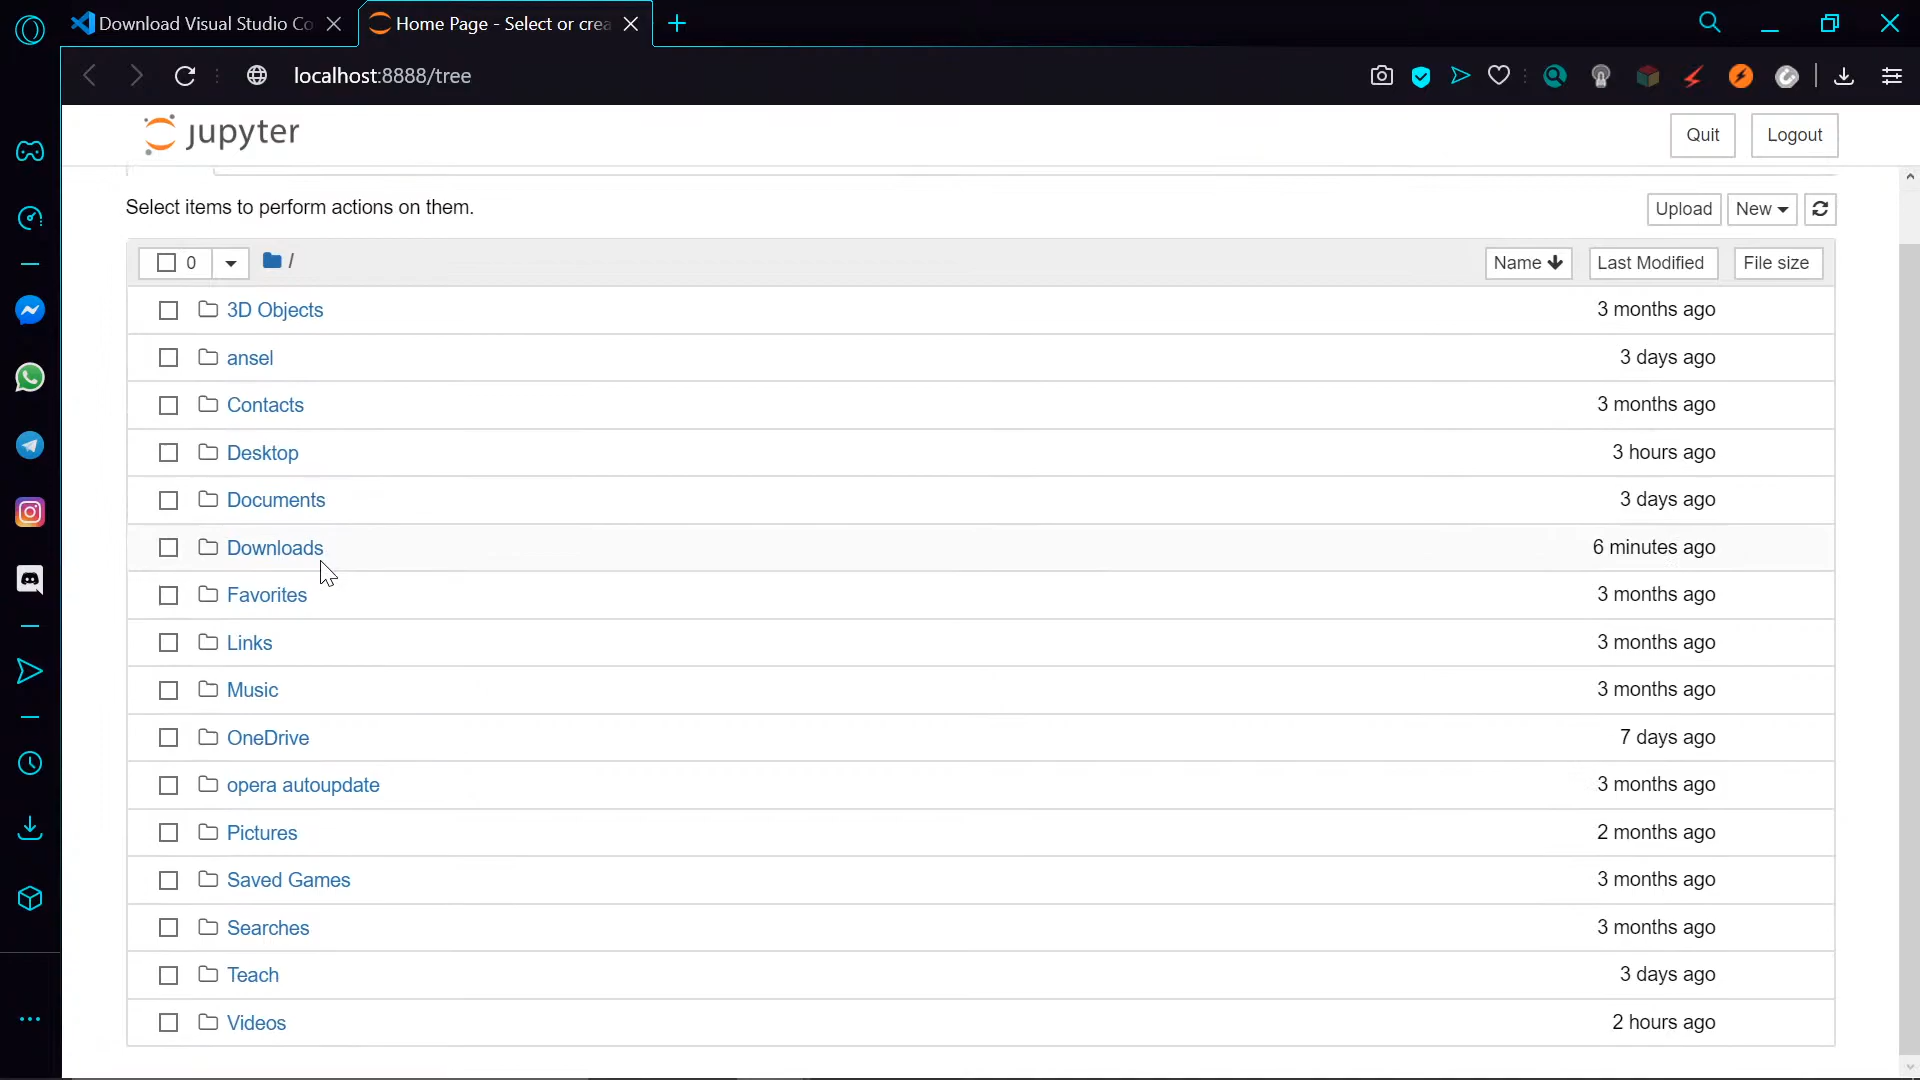 Download Visual Studio Co
Home Page - Select or crea
localhost:8888/tree
jupyter
Quit
Logout
Select items to perform actions on them.
Upload
New
0
/
Name
Last Modified
File size
3D Objects
3 months ago
ansel
3 days ago
Contacts
3 months ago
Desktop
3 hours ago
Documents
3 days ago
Downloads
6 minutes ago
Favorites
3 months ago
Links
3 months ago
Music
3 months ago
OneDrive
7 days ago
opera autoupdate
3 months ago
Pictures
2 months ago
Saved Games
3 months ago
Searches
3 months ago
Teach
3 days ago
Videos
2 hours ago